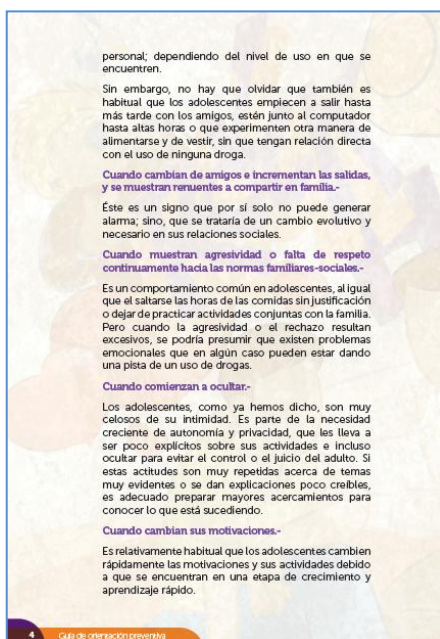 personal; dependiendo del nivel de uso en que se
encuentren.
Sin embargo, no hay que olvidar que también es
habitual que los adolescentes empiecen a salir hasta
más tarde con los amigos, estén junto al computador
hasta altas horas o que experimenten otra manera de
alimentarse y de vestir, sin que tengan relación directa
con el uso de ninguna droga.
Cuando cambian de amigos e incrementan las salidas,
y se muestran renuentes a compartir en familia.-
Éste es un signo que por sí solo no puede generar
alarma; sino, que se trataría de un cambio evolutivo y
necesario en sus relaciones sociales.
Cuando muestran agresividad o falta de respeto
continuamente hacia las normas familiares-sociales.-
Es un comportamiento común en adolescentes, al igual
que el saltarse las horas de las comidas sin justificación
o dejar de practicar actividades conjuntas con la familia.
Pero cuando la agresividad o el rechazo resultan
excesivos, se podría presumir que existen problemas
emocionales que en algún caso pueden estar dando
una pista de un uso de drogas.
Cuando comienzan a ocultar.-
Los adolescentes, como ya hemos dicho, son muy
celosos de su intimidad. Es parte de la necesidad
creciente de autonomía y privacidad, que les lleva a
ser poco explícitos sobre sus actividades e incluso
ocultar para evitar el control o el juicio del adulto. Si
estas actitudes son muy repetidas acerca de temas
muy evidentes o se dan explicaciones poco creíbles,
es adecuado preparar mayores acercamientos para
conocer lo que está sucediendo.
Cuando cambian sus motivaciones.-
Es relativamente habitual que los adolescentes cambien
rápidamente las motivaciones y sus actividades debido
a que se encuentran en una etapa de crecimiento y
aprendizaje rápido.
4 Guía de orientación preventiva